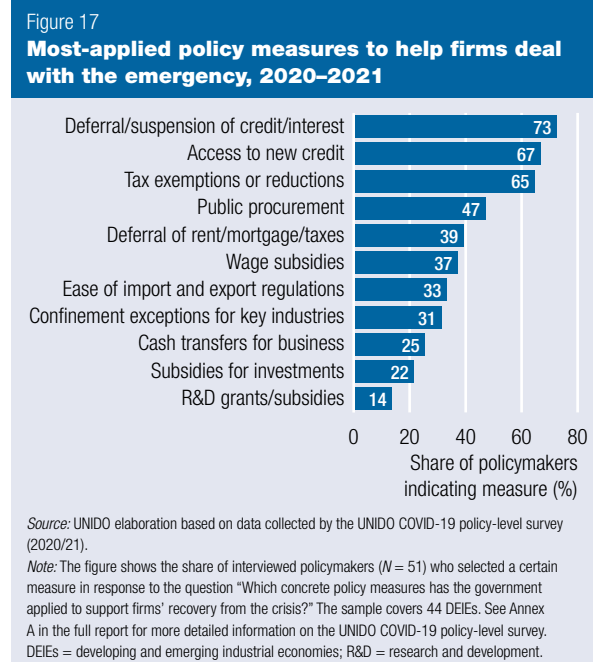 Figure 17
Most-applied policy measures to help firms deal
with the emergency, 2020–2021
Deferral/suspension of credit/interest 73
Access to new credit 67
Tax exemptions or reductions 65
Public procurement 47
Deferral of rent/mortgage/taxes 39
Wage subsidies 37
Ease of import and export regulations 33
Confinement exceptions for key industries 31
Cash transfers for business 25
Subsidies for investments 22
R&D grants/subsidies 14
0 20 40 60 80
Share of policymakers
indicating measure (%)
Source: UNIDO elaboration based on data collected by the UNIDO COVID-19 policy-level survey
(2020/21).
Note: The figure shows the share of interviewed policymakers (N = 51) who selected a certain
measure in response to the question “Which concrete policy measures has the government
applied to support firms’ recovery from the crisis?” The sample covers 44 DEIEs. See Annex
A in the full report for more detailed information on the UNIDO COVID-19 policy-level survey.
DEIEs = developing and emerging industrial economies; R&D = research and development.